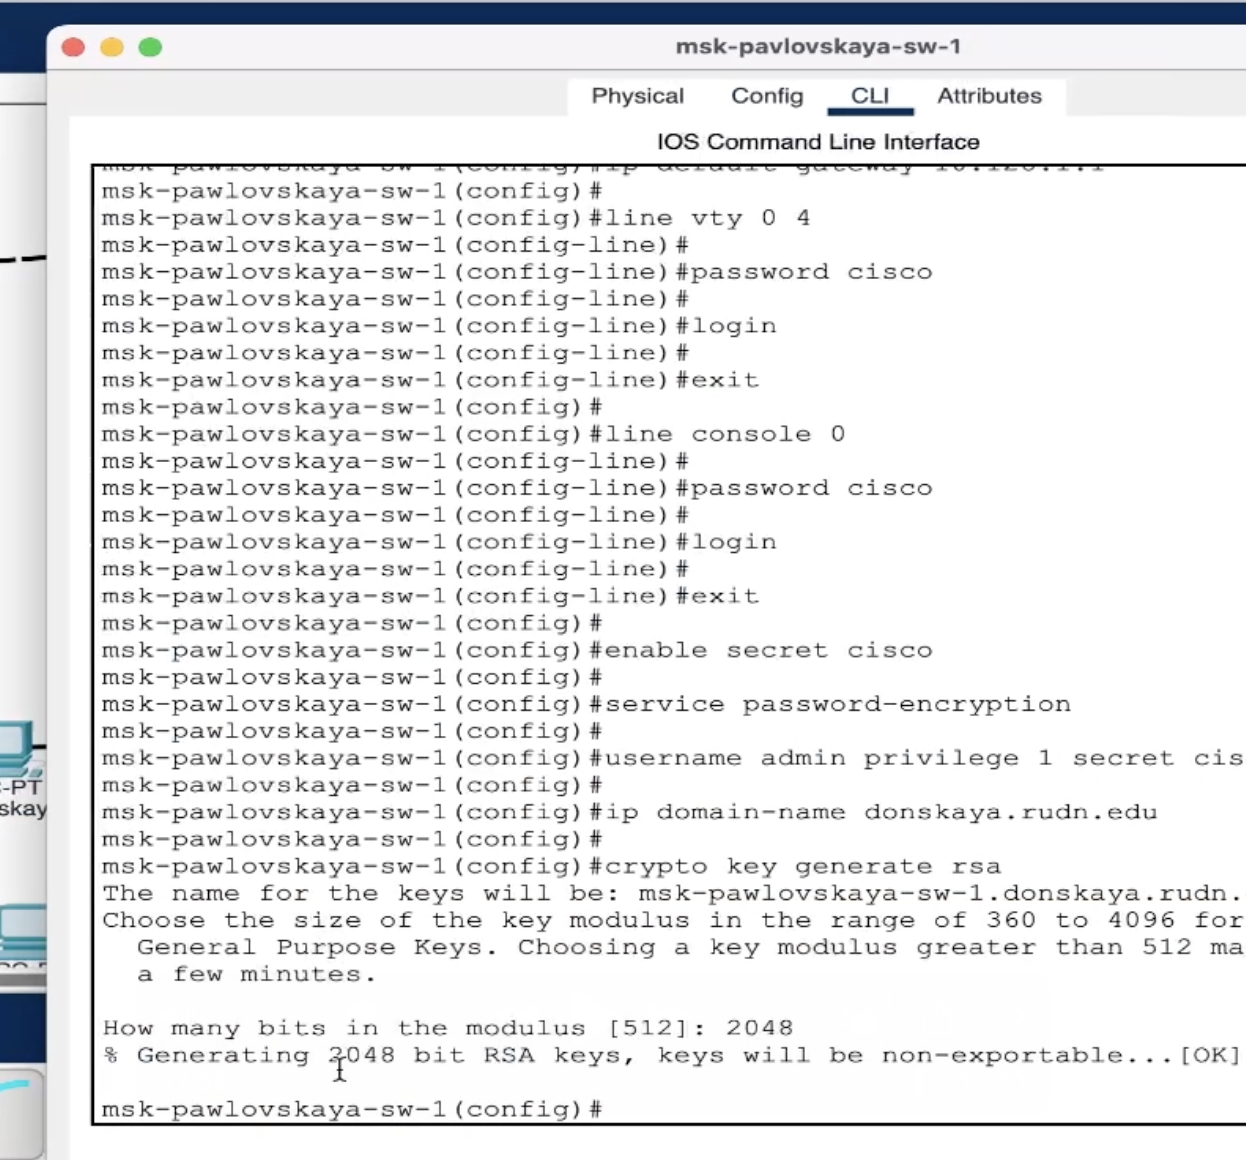 msk-pavlovskaya-sw-1
Physical Config CLI Attributes
IOS Command Line Interface
msk-pawlovskaya-sw-1(config)#ip default-gateway 10.128.1.1
msk-pawlovskaya-sw-1(config)#
msk-pawlovskaya-sw-1(config)#line vty 0 4
msk-pawlovskaya-sw-1(config-line)#
msk-pawlovskaya-sw-1(config-line)#password cisco
msk-pawlovskaya-sw-1(config-line)#
msk-pawlovskaya-sw-1(config-line)#login
msk-pawlovskaya-sw-1(config-line)#
msk-pawlovskaya-sw-1(config-line)#exit
msk-pawlovskaya-sw-1(config)#
msk-pawlovskaya-sw-1(config)#line console 0
msk-pawlovskaya-sw-1(config-line)#
msk-pawlovskaya-sw-1(config-line)#password cisco
msk-pawlovskaya-sw-1(config-line)#
msk-pawlovskaya-sw-1(config-line)#login
msk-pawlovskaya-sw-1(config-line)#
msk-pawlovskaya-sw-1(config-line)#exit
msk-pawlovskaya-sw-1(config)#
msk-pawlovskaya-sw-1(config)#enable secret cisco
msk-pawlovskaya-sw-1(config)#
msk-pawlovskaya-sw-1(config)#service password-encryption
msk-pawlovskaya-sw-1(config)#
msk-pawlovskaya-sw-1(config)#username admin privilege 1 secret cis
msk-pawlovskaya-sw-1(config)#
msk-pawlovskaya-sw-1(config)#ip domain-name donskaya.rudn.edu
msk-pawlovskaya-sw-1(config)#
msk-pawlovskaya-sw-1(config)#crypto key generate rsa
The name for the keys will be: msk-pawlovskaya-sw-1.donskaya.rudn.
Choose the size of the key modulus in the range of 360 to 4096 for
General Purpose Keys. Choosing a key modulus greater than 512 ma
a few minutes.
How many bits in the modulus [512]: 2048
% Generating 2048 bit RSA keys, keys will be non-exportable...[OK]
msk-pawlovskaya-sw-1(config)#
-PT
skay